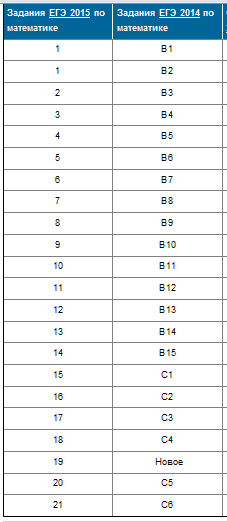 Задания ЕГЭ 2015 по математике Задания ЕГЭ 2014 по математике
1 B1
1 B2
2 B3
3 B4
4 B5
5 B6
6 B7
7 B8
8 B9
9 B10
10 B11
11 B12
12 B13
13 B14
14 B15
15 C1
16 C2
17 C3
18 C4
19 Новое
20 C5
21 C6